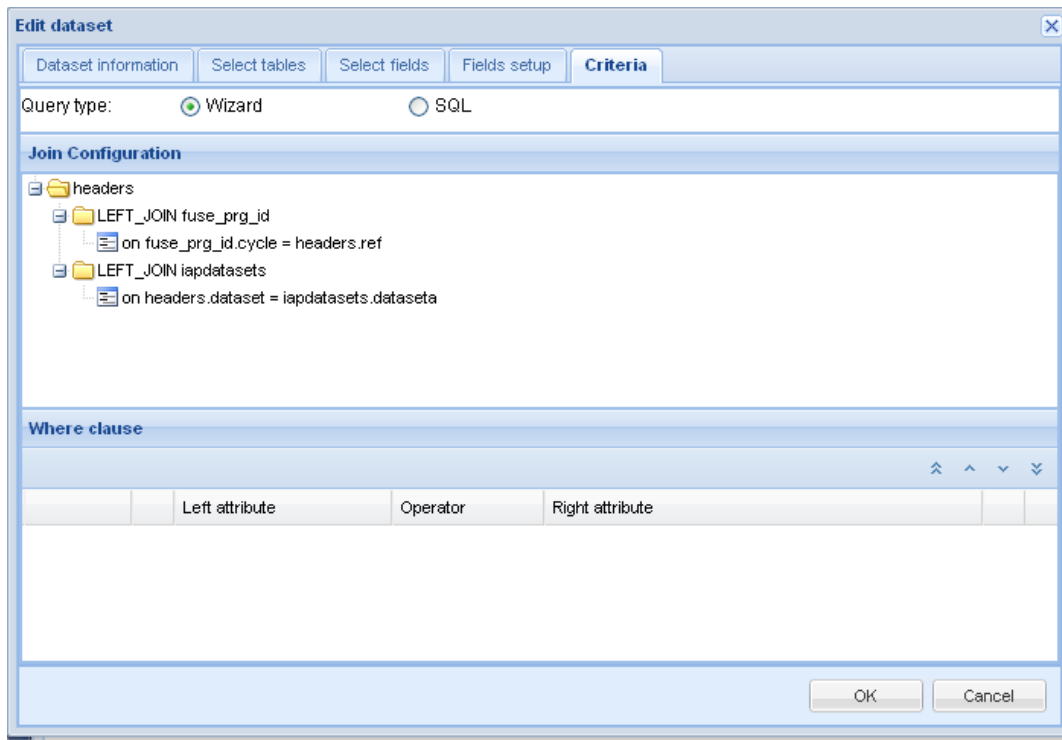 Edit dataset
Dataset information Select tables Select fields Fields setup Criteria
Query type: Wizard SQL
Join Configuration
headers
LEFT_JOIN fuse_prg_id
on fuse_prg_id.cycle = headers.ref
LEFT_JOIN iapdatasets
on headers.dataset = iapdatasets.dataseta
Where clause
Left attribute Operator Right attribute
OK Cancel